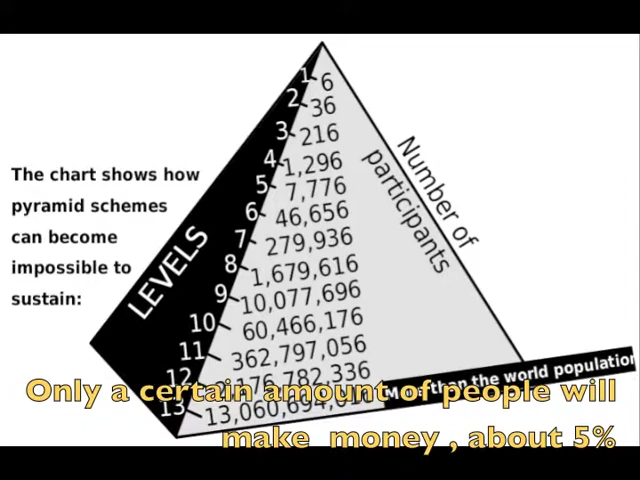 The chart shows how
pyramid schemes
can become
impossible to
sustain:
LEVELS
Number of
participants
1 6
2 36
3 216
4 1,296
5 7,776
6 46,656
7 279,936
8 1,679,616
9 10,077,696
10 60,466,176
11 362,797,056
12
13
than the world population
Only a certain amount of people will
make money , about 5%